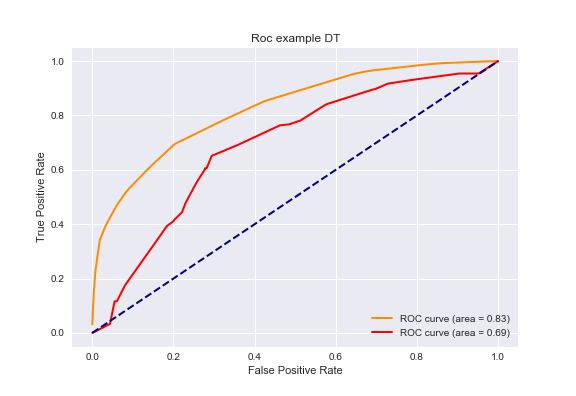 Roc example DT
1.0
0.8
0.6
0.4
0.2
0.0
True Positive Rate
ROC curve (area = 0.83)
ROC curve (area = 0.69)
0.0 0.2 0.4 0.6 0.8 1.0
False Positive Rate